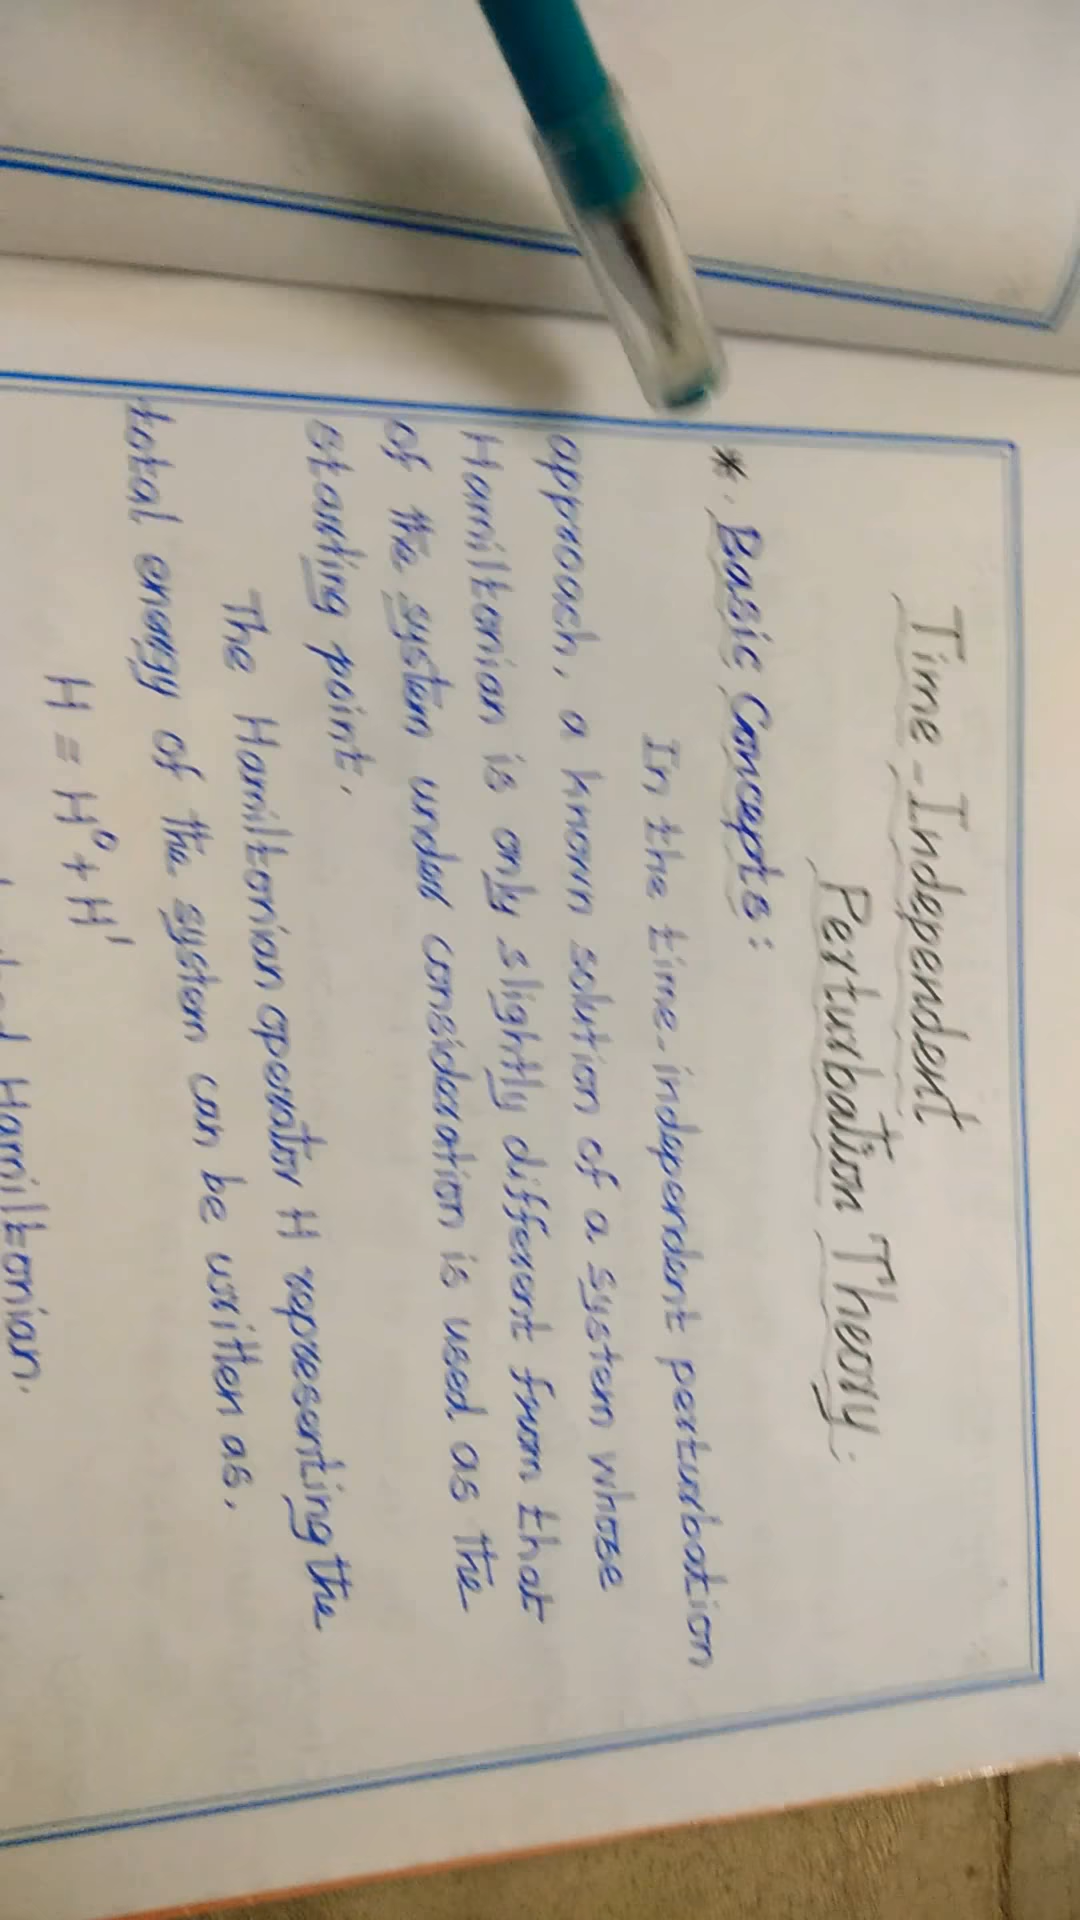 Time-Independent
Perturbation Theory.
* . Basic Concepts:
In the time-independent perturbation
approach, a known solution of a system whose
Hamiltonian is only slightly different from that
of the system under consideration is used as the
starting point.
The Hamiltonian operator H representing the
total energy of the system can be written as,
H = H⁰ + H'
Hamiltonian.